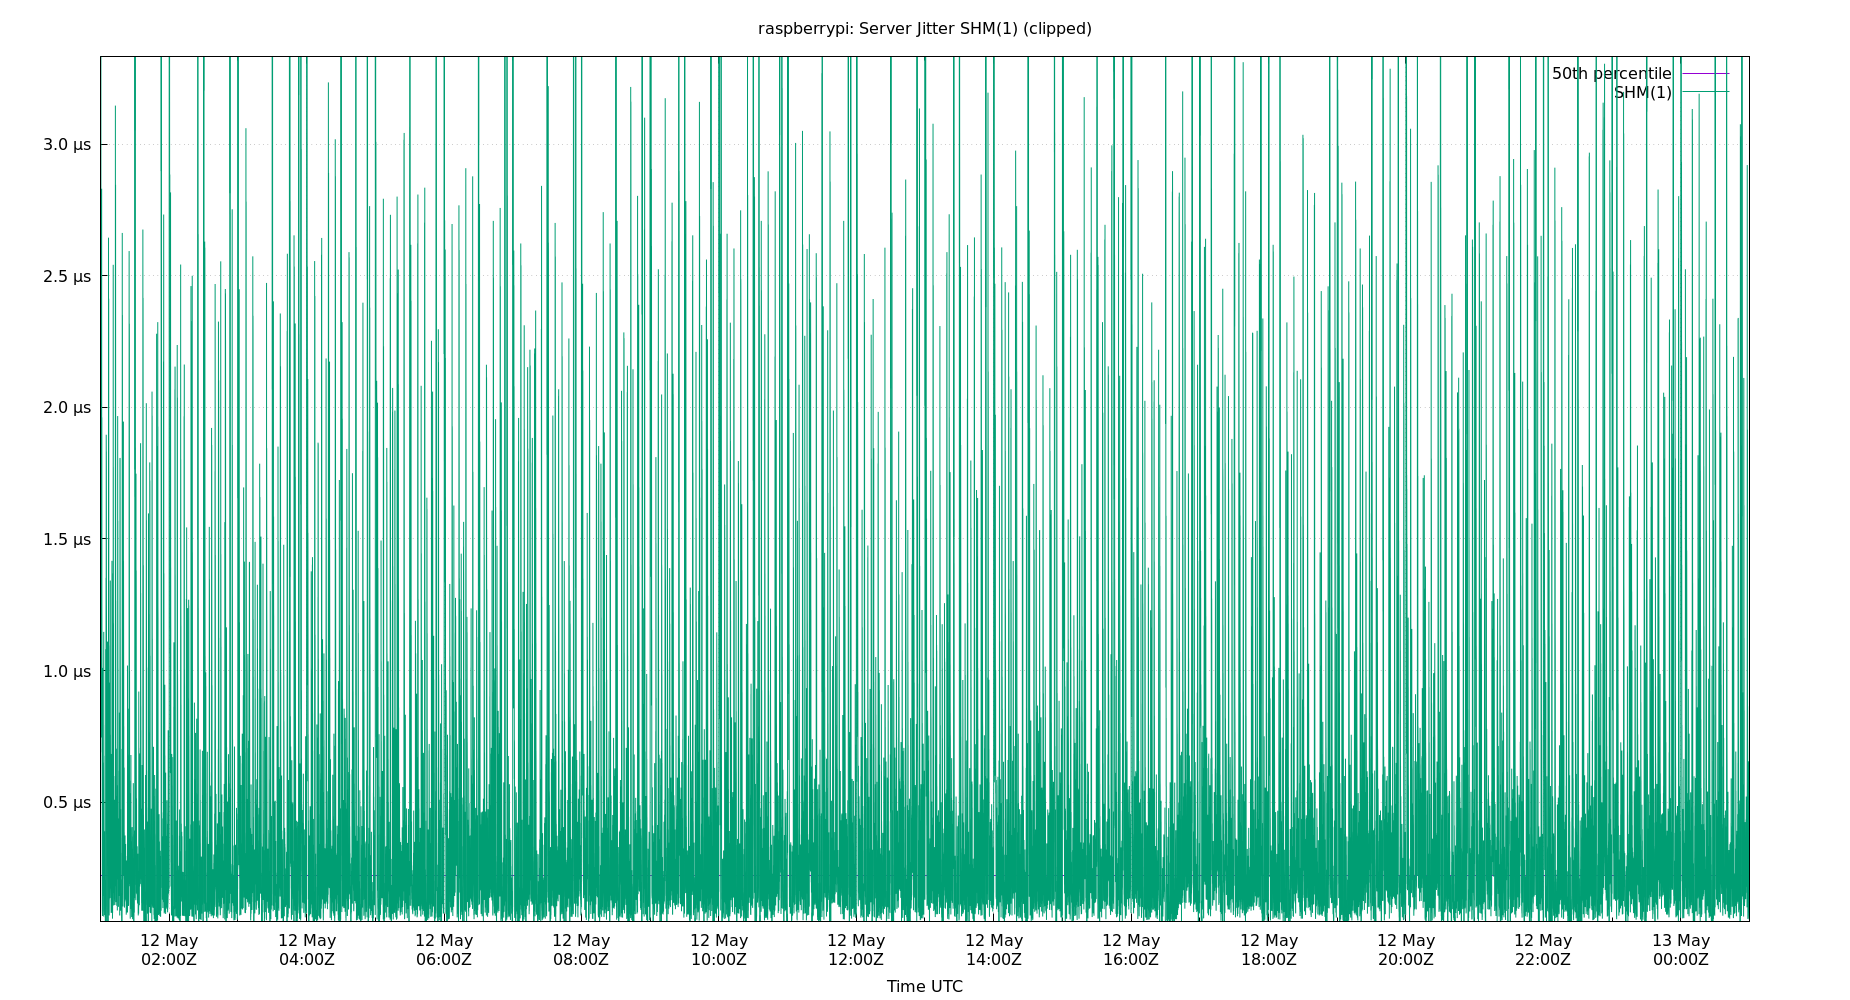 raspberrypi: Server Jitter SHM(1) (clipped)
50th percentile
SHM(1)
3.0 µs
2.5 µs
2.0 µs
1.5 µs
1.0 µs
0.5 µs
12 May 12 May 12 May 12 May 12 May 12 May 12 May 12 May 12 May 12 May 12 May 13 May
02:00Z 04:00Z 06:00Z 08:00Z 10:00Z 12:00Z 14:00Z 16:00Z 18:00Z 20:00Z 22:00Z 00:00Z
Time UTC